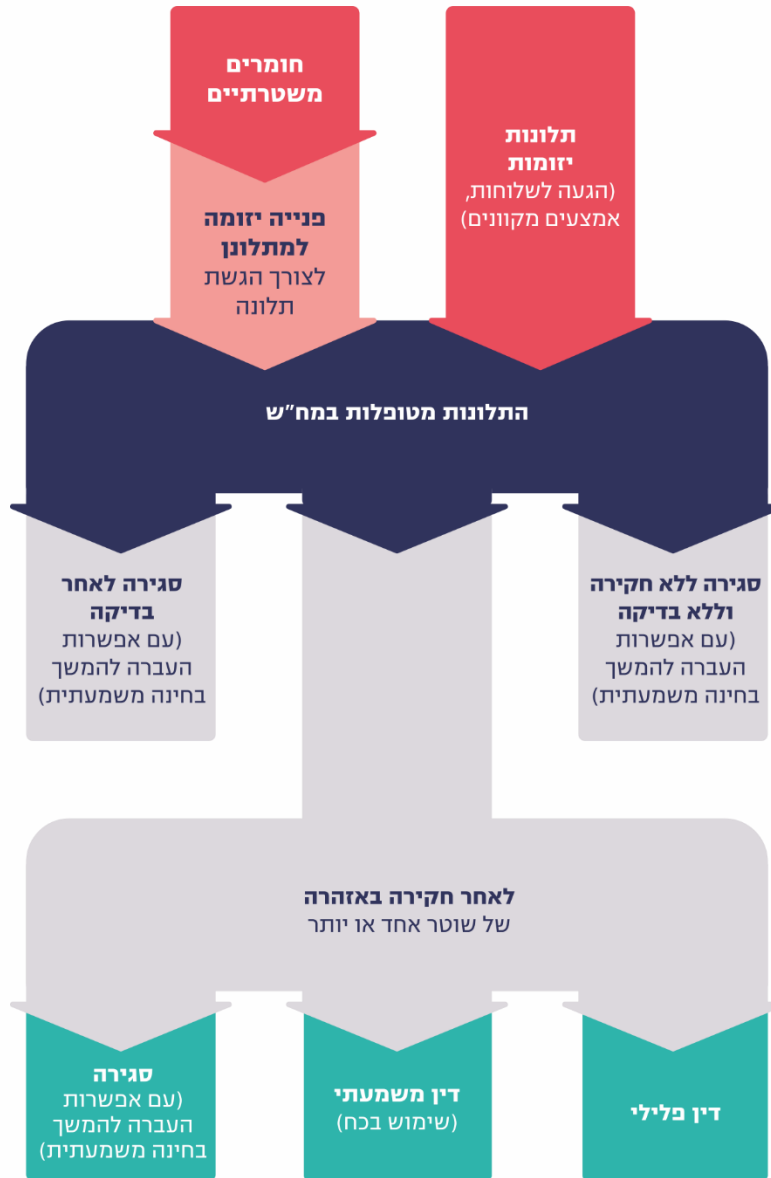 חומרים
משטרתיים
תלונות
יזומות
(הגעה לשלוחות,
אמצעים מקוונים)
פנייה יזומה
למתלונן
לצורך הגשת
תלונה
התלונות מטופלות במח"ש
סגירה ללא חקירה
וללא בדיקה
(עם אפשרות
העברה להמשך
בחינה משמעתית)
סגירה לאחר
בדיקה
(עם אפשרות
העברה להמשך
בחינה משמעתית)
לאחר חקירה באזהרה
של שוטר אחד או יותר
דין פלילי
דין משמעתי
(שימוש בכח)
סגירה
(עם אפשרות
העברה להמשך
בחינה משמעתית)